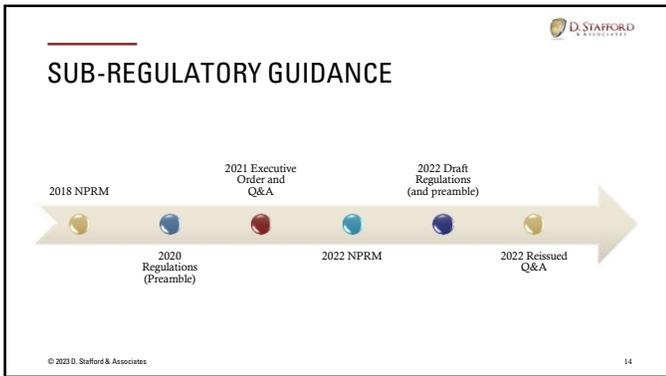 D. STAFFORD
& ASSOCIATES
SUB-REGULATORY GUIDANCE
2018 NPRM
2020
Regulations
(Preamble)
2021 Executive
Order and
Q&A
2022 NPRM
2022 Draft
Regulations
(and preamble)
2022 Reissued
Q&A
© 2023 D. Stafford & Associates
14